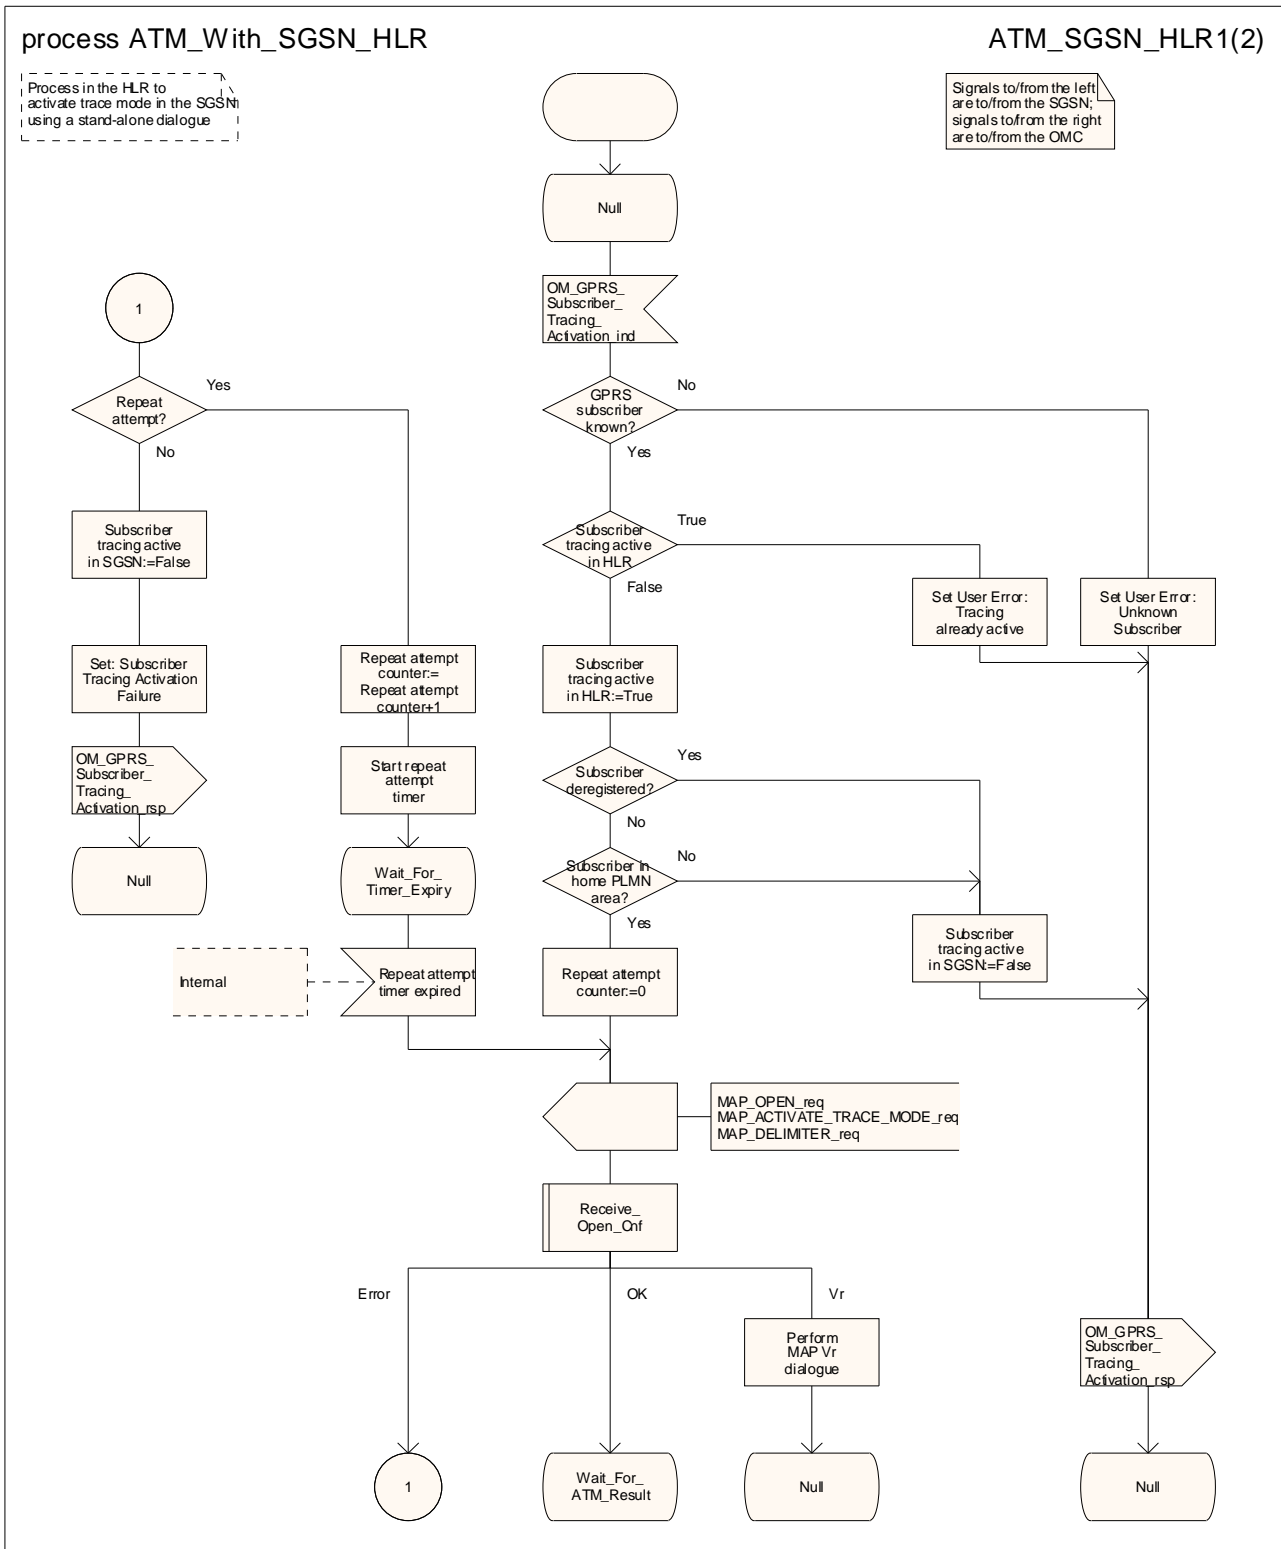 process ATM_With_SGSN_HLR
ATM_SGSN_HLR1(2)
Process in the HLR to
activate trace mode in the SGSN
using a stand-alone dialogue
Signals to/from the left
are to/from the SGSN;
signals to/from the right
are to/from the OMC
Null
OM_GPRS_
Subscriber_
Tracing_
Activation_ind
1
Yes
Repeat
attempt?
No
No
GPRS
subscriber
known?
Yes
Subscriber
tracing active
in SGSN:=False
True
Subscriber
tracing active
in HLR
False
Set User Error:
Tracing
already active
Set User Error:
Unknown
Subscriber
Set: Subscriber
Tracing Activation
Failure
Repeat attempt
counter:=
Repeat attempt
counter+1
Subscriber
tracing active
in HLR:=True
OM_GPRS_
Subscriber_
Tracing_
Activation_rsp
Start repeat
attempt
timer
Yes
Subscriber
deregistered?
No
Null
Wait_For_
Timer_Expiry
No
Subscriber in
home PLMN
area?
Yes
Subscriber
tracing active
in SGSN:=False
Internal
Repeat attempt
timer expired
Repeat attempt
counter:=0
MAP_OPEN_req
MAP_ACTIVATE_TRACE_MODE_req
MAP_DELIMITER_req
Receive_
Open_Cnf
Error
OK
Vr
Perform
MAP Vr
dialogue
OM_GPRS_
Subscriber_
Tracing_
Activation_rsp
1
Wait_For_
ATM_Result
Null
Null